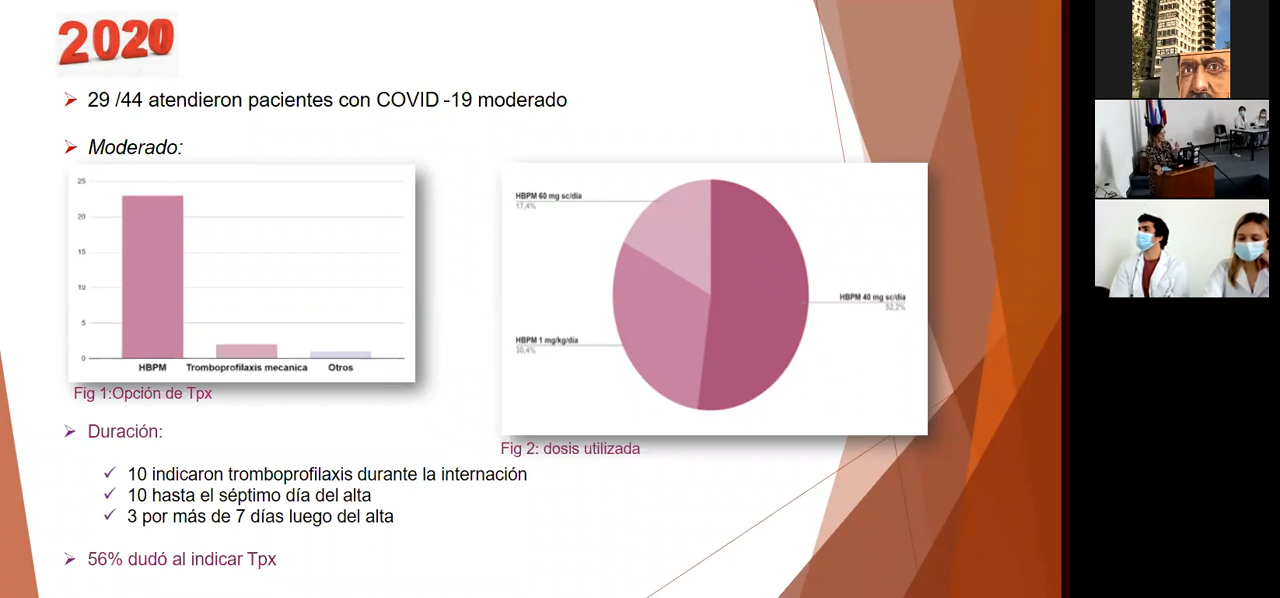 2020
29 /44 atendieron pacientes con COVID -19 moderado
Moderado:
25
20
15
10
5
0
HBPM
Tromboprofilaxis mecanica
Otros
Fig 1:Opción de Tpx
HBPM 60 mg sc/día
17,4%
HBPM 40 mg sc/día
52,2%
HBPM 1 mg/kg/día
30,4%
Fig 2: dosis utilizada
Duración:
10 indicaron tromboprofilaxis durante la internación
10 hasta el séptimo día del alta
3 por más de 7 días luego del alta
56% dudó al indicar Tpx